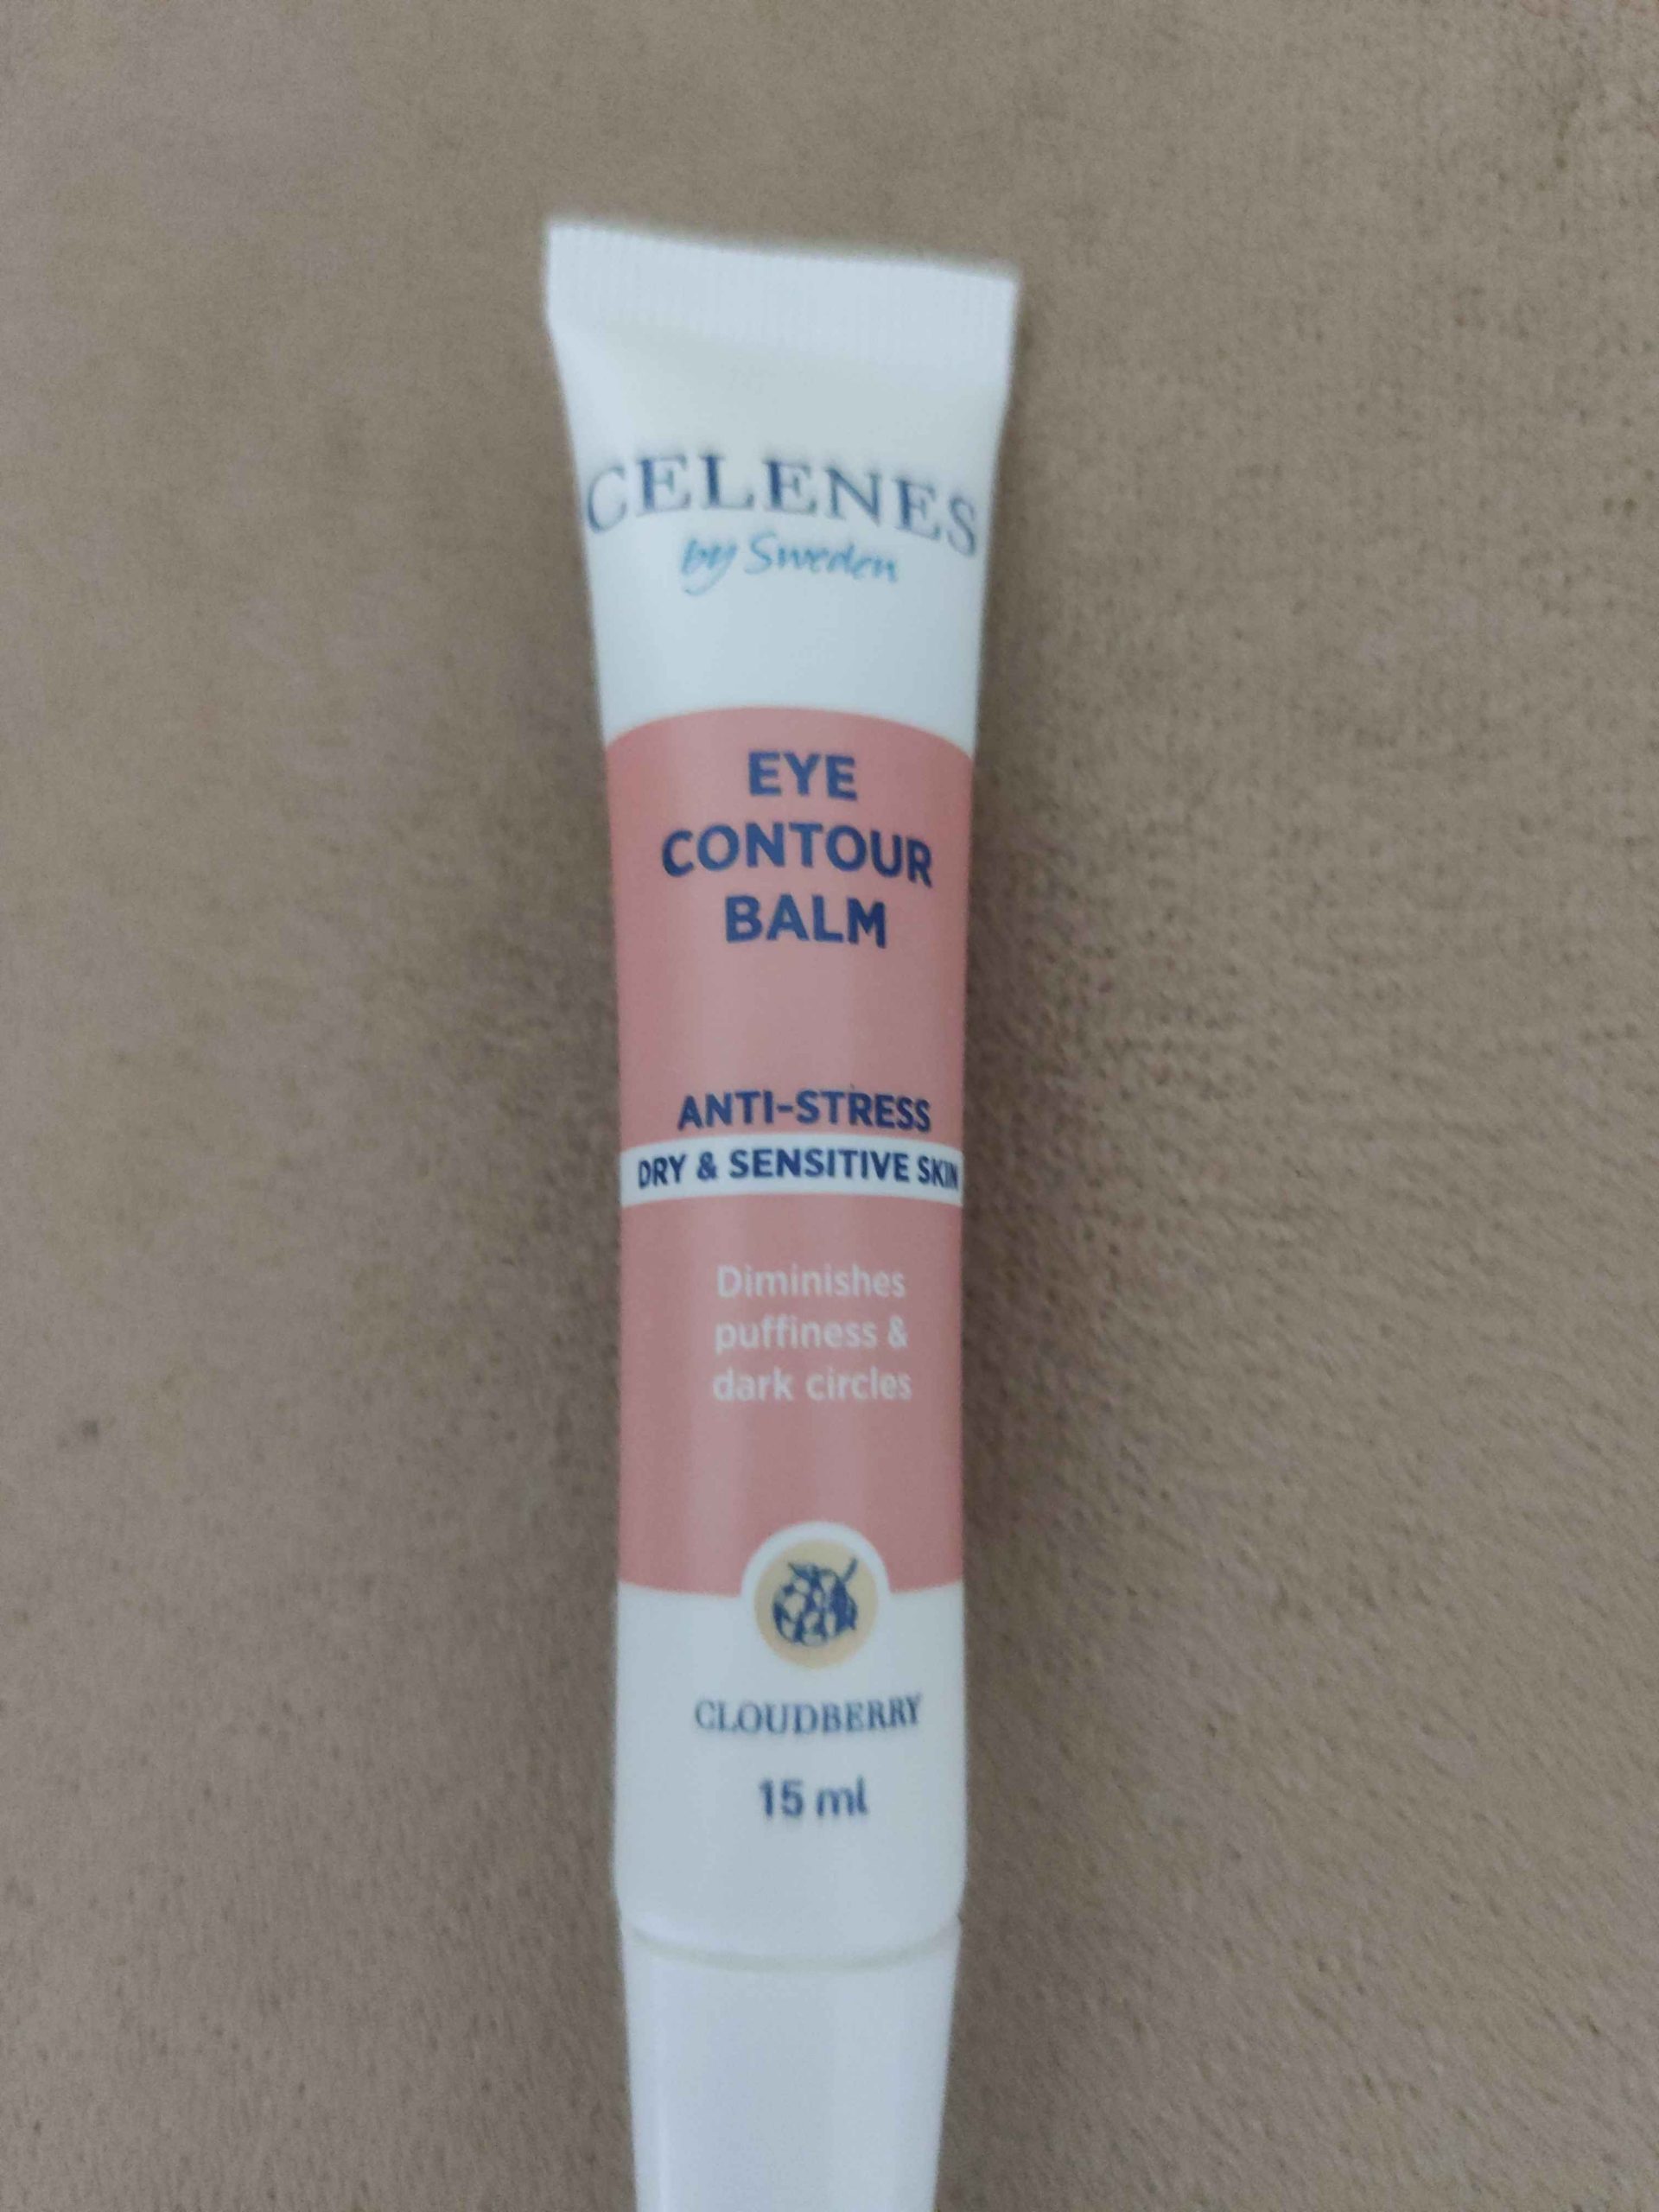 CELENES
by Sweden
EYE
CONTOUR
BALM
ANTI-STRESS
DRY & SENSITIVE SKIN
Diminishes
puffiness &
dark circles
CLOUDBERRY
15 ml